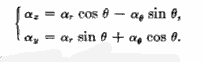 α_x = α_r cos θ − α_θ sin θ,
α_y = α_r sin θ + α_θ cos θ.